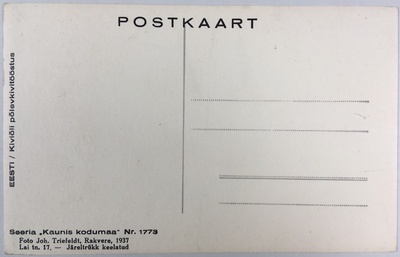 POSTKAART
EESTI / Kiviõli põlevkivitööstus
Seeria „Kaunis kodumaa" Nr. 1773
Foto Joh. Triefeldt, Rakvere, 1937
Lai tn. 17. — Järeltrükk keelatud